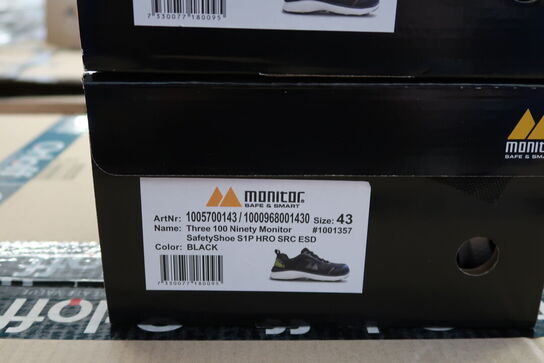 7 330077 180095
monitor
SAFE & SMART
monitor
SAFE & SMART
ArtNr: 1005700143 / 1000968001430 Size: 43
Name: Three 100 Ninety Monitor #1001357
SafetyShoe S1P HRO SRC ESD
Color: BLACK
7 330077 180095